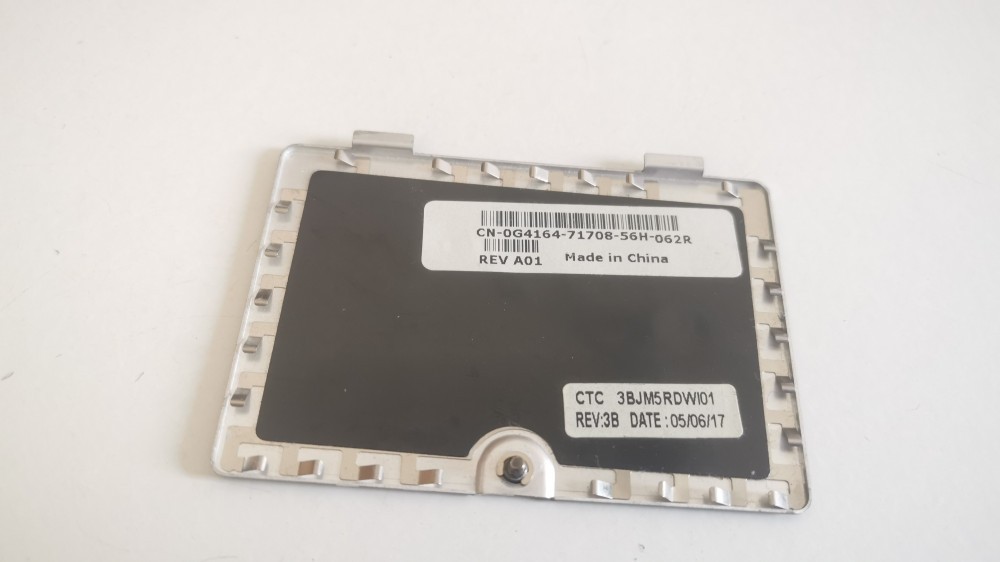 CN-0G4164-71708-56H-062R
REV A01 Made in China
CTC 3BJM5RDWI01
REV:3B DATE : 05/06/17